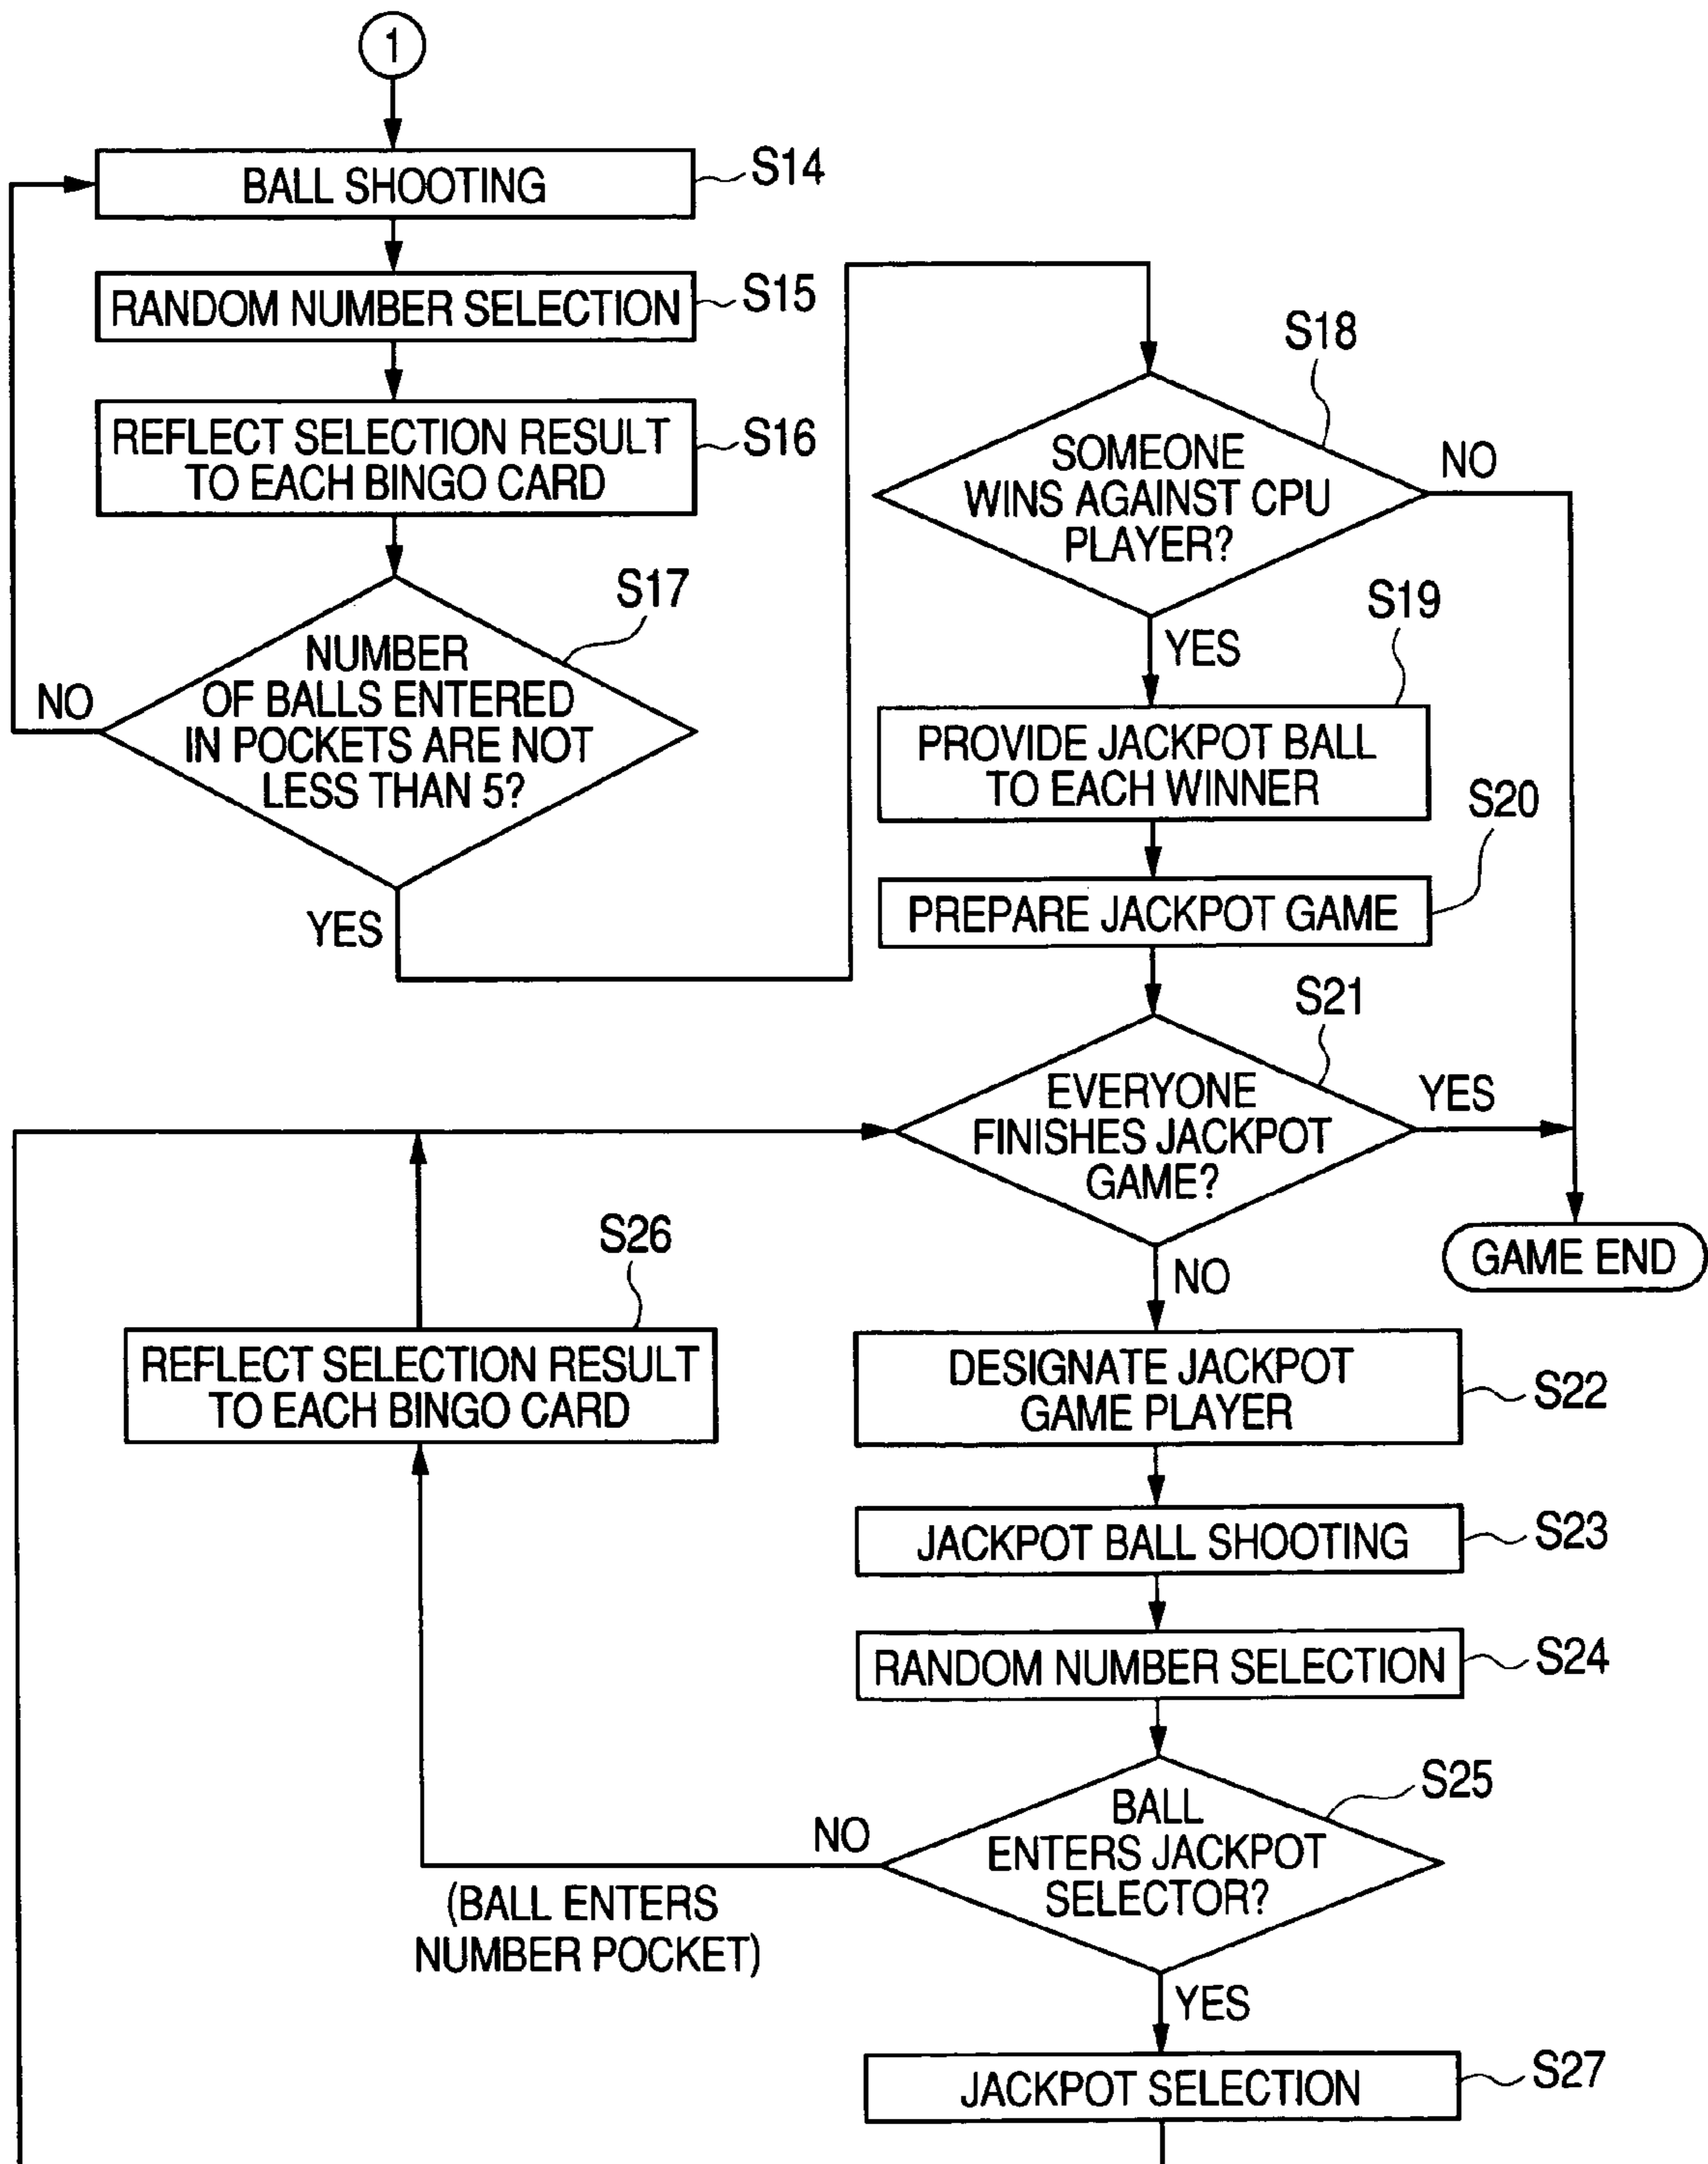 1
BALL SHOOTING
S14
RANDOM NUMBER SELECTION
S15
REFLECT SELECTION RESULT
TO EACH BINGO CARD
S16
S17
NUMBER
OF BALLS ENTERED
IN POCKETS ARE NOT
LESS THAN 5?
NO
YES
S18
SOMEONE
WINS AGAINST CPU
PLAYER?
NO
YES
S19
PROVIDE JACKPOT BALL
TO EACH WINNER
S20
PREPARE JACKPOT GAME
S21
EVERYONE
FINISHES JACKPOT
GAME?
YES
NO
GAME END
S26
REFLECT SELECTION RESULT
TO EACH BINGO CARD
DESIGNATE JACKPOT
GAME PLAYER
S22
JACKPOT BALL SHOOTING
S23
RANDOM NUMBER SELECTION
S24
S25
BALL
ENTERS JACKPOT
SELECTOR?
NO
(BALL ENTERS
NUMBER POCKET)
YES
JACKPOT SELECTION
S27